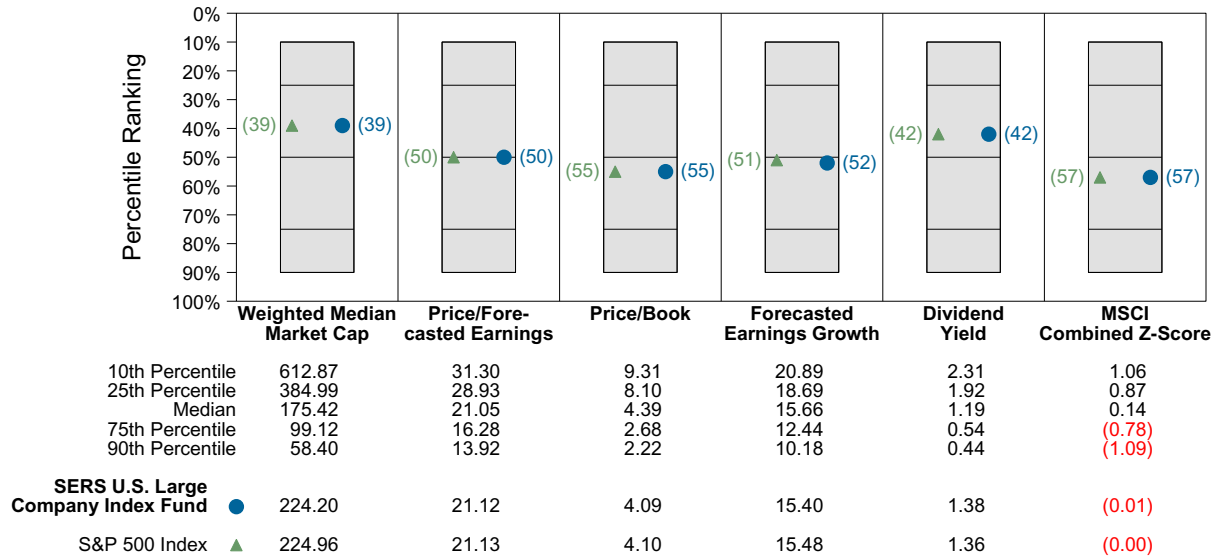 0%
10%
20%
30%
40%
50%
60%
70%
80%
90%
100%
Percentile Ranking
(39) (39)
(50) (50)
(55) (55)
(51) (52)
(42) (42)
(57) (57)
Weighted Median Market Cap
Price/Fore-casted Earnings
Price/Book
Forecasted Earnings Growth
Dividend Yield
MSCI Combined Z-Score
10th Percentile 612.87 31.30 9.31 20.89 2.31 1.06
25th Percentile 384.99 28.93 8.10 18.69 1.92 0.87
Median 175.42 21.05 4.39 15.66 1.19 0.14
75th Percentile 99.12 16.28 2.68 12.44 0.54 (0.78)
90th Percentile 58.40 13.92 2.22 10.18 0.44 (1.09)
SERS U.S. Large
Company Index Fund 224.20 21.12 4.09 15.40 1.38 (0.01)
S&P 500 Index 224.96 21.13 4.10 15.48 1.36 (0.00)